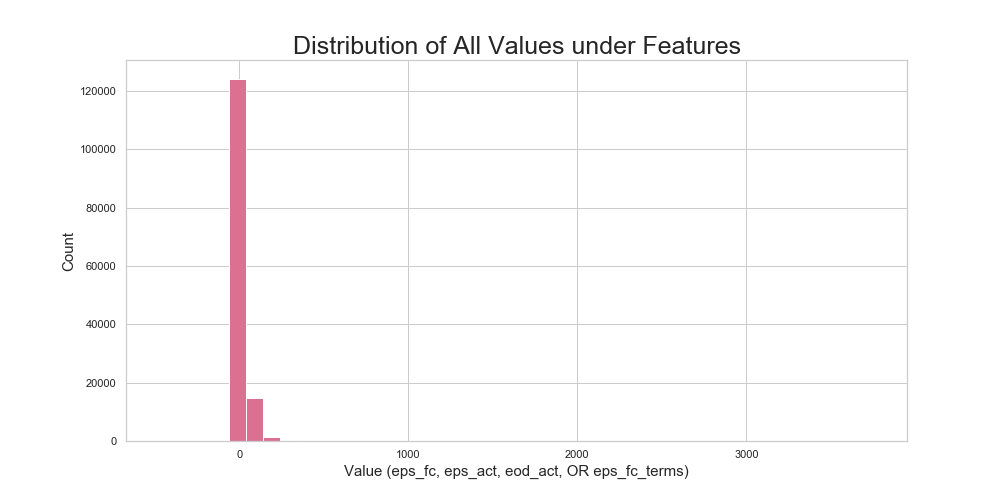 Distribution of All Values under Features
120000
100000
80000
60000
40000
20000
0
Count
0 1000 2000 3000
Value (eps_fc, eps_act, eod_act, OR eps_fc_terms)